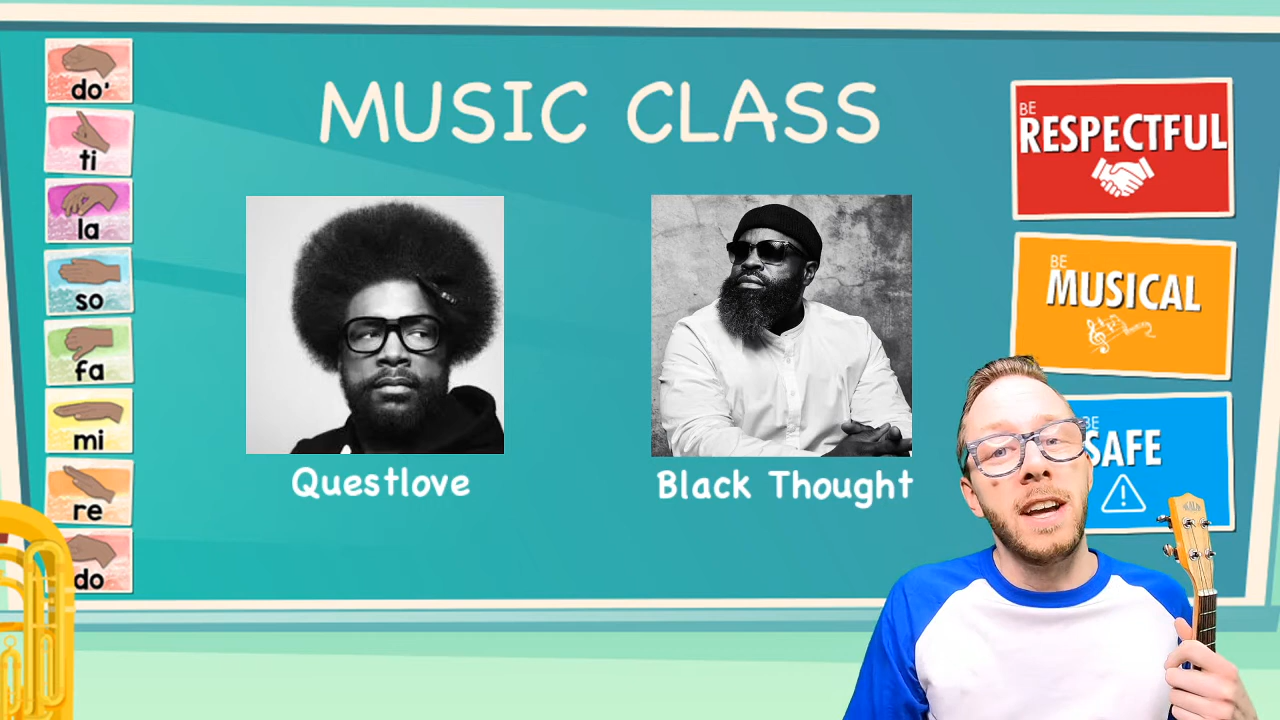 do'
ti
la
so
fa
mi
re
do
MUSIC CLASS
Questlove
Black Thought
BE
RESPECTFUL
BE
MUSICAL
BE
SAFE